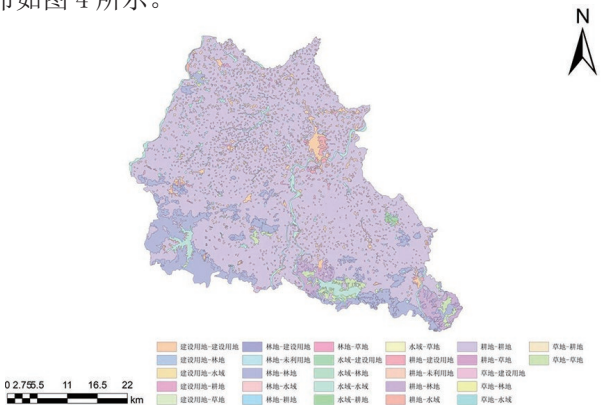 布如图 4 所示。
N
建设用地-建设用地 林地-建设用地 林地-草地 水域-草地 耕地-耕地 草地-耕地
建设用地-林地 林地-未利用地 水域-建设用地 耕地-建设用地 耕地-草地 草地-草地
建设用地-水域 林地-林地 水域-林地 耕地-未利用地 草地-建设用地
建设用地-耕地 林地-水域 水域-水域 耕地-林地 草地-林地
建设用地-草地 林地-耕地 水域-耕地 耕地-水域 草地-水域
0 2.755.5 11 16.5 22
km